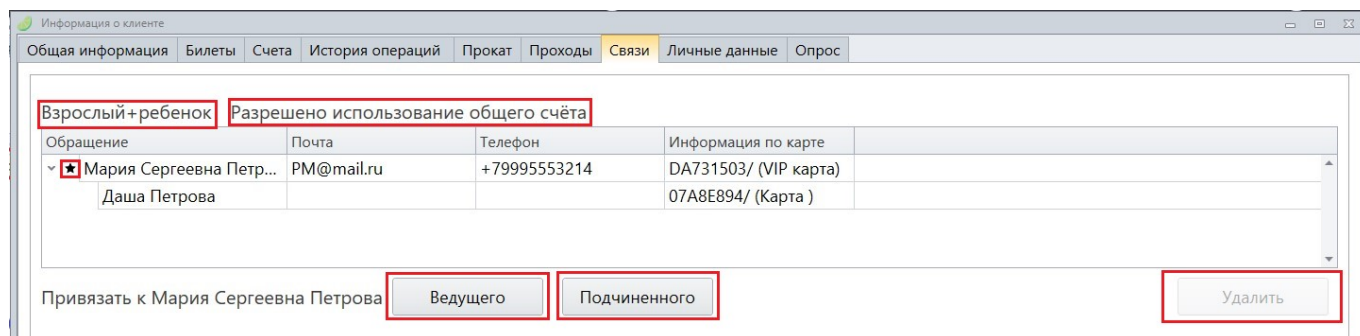 Информация о клиенте
Общая информация Билеты Счета История операций Прокат Проходы Связи Личные данные Опрос
Взрослый+ребенок Разрешено использование общего счёта
Обращение Почта Телефон Информация по карте
Мария Сергеевна Петр... PM@mail.ru +79995553214 DA731503/ (VIP карта)
Даша Петрова 07A8E894/ (Карта )
Привязать к Мария Сергеевна Петрова Ведущего Подчиненного Удалить